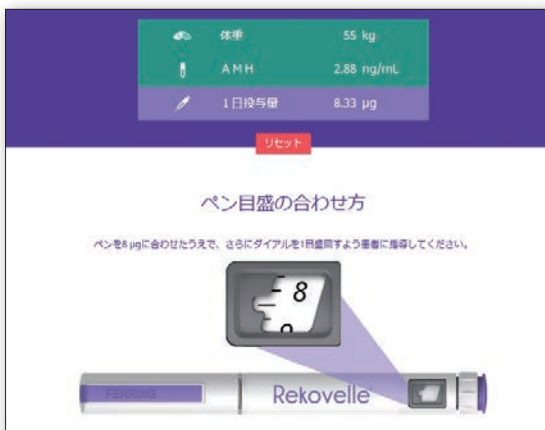 体重 55 kg
AMH 2.88 ng/mL
1日投与量 8.33 μg
リセット
ペン目盛の合わせ方
ペンを8 μgに合わせたうえで、さらにダイアルを1目盛回すよう患者に指導してください。
8
9
FERRING
Rekovelle